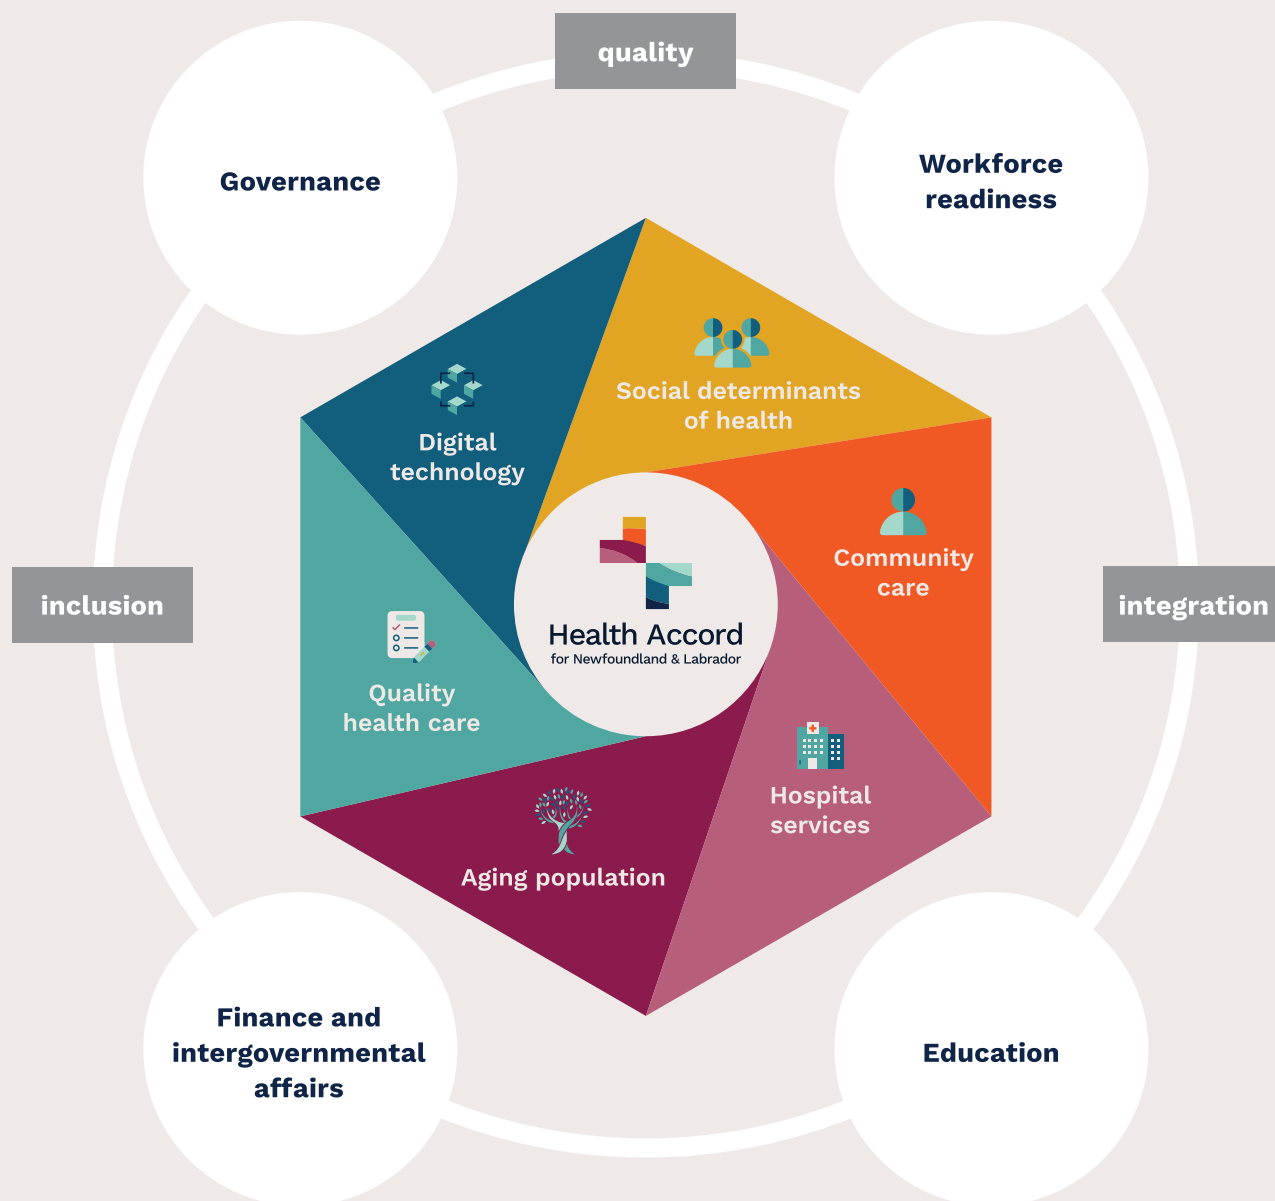 quality
Governance
Workforce
readiness
Social determinants
of health
Digital
technology
Community
care
inclusion
integration
Health Accord
for Newfoundland & Labrador
Quality
health care
Hospital
services
Aging population
Finance and
intergovernmental
affairs
Education